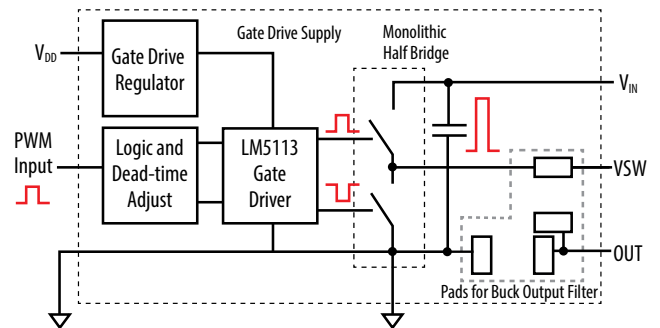 Gate Drive Supply
Monolithic
Half Bridge
V_DD
Gate Drive
Regulator
V_IN
PWM
Input
Logic and
Dead-time
Adjust
LM5113
Gate
Driver
VSW
OUT
Pads for Buck Output Filter